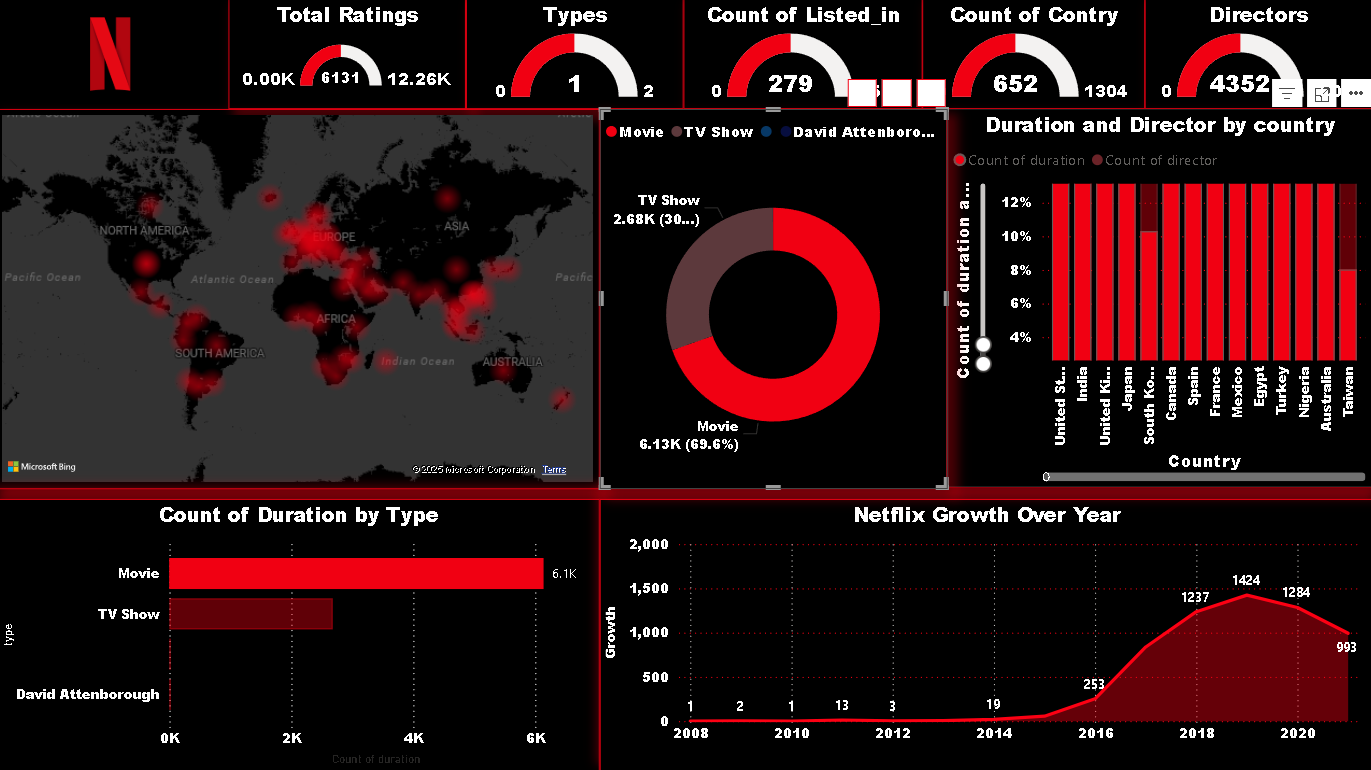 Total Ratings
0.00K
6131
12.26K
Types
0
1
2
Count of Listed_in
0
279
Count of Contry
0
652
1304
Directors
0
4352
NORTH AMERICA
EUROPE
ASIA
Pacific Ocean
Atlantic Ocean
Pacific
AFRICA
SOUTH AMERICA
Indian Ocean
AUSTRALIA
Microsoft Bing
© 2025 Microsoft Corporation Terms
Movie TV Show David Attenboro...
TV Show
2.68K (30...)
Movie
6.13K (69.6%)
Duration and Director by country
Count of duration Count of director
Count of duration a...
12%
10%
8%
6%
4%
United St...
India
United Ki...
Japan
South Ko...
Canada
Spain
France
Mexico
Egypt
Turkey
Nigeria
Australia
Taiwan
Country
Count of Duration by Type
type
Movie
6.1K
TV Show
David Attenborough
0K 2K 4K 6K
Count of duration
Netflix Growth Over Year
Growth
2,000
1,500
1,000
500
0
1
2
1
13
3
19
253
1237
1424
1284
993
2008 2010 2012 2014 2016 2018 2020